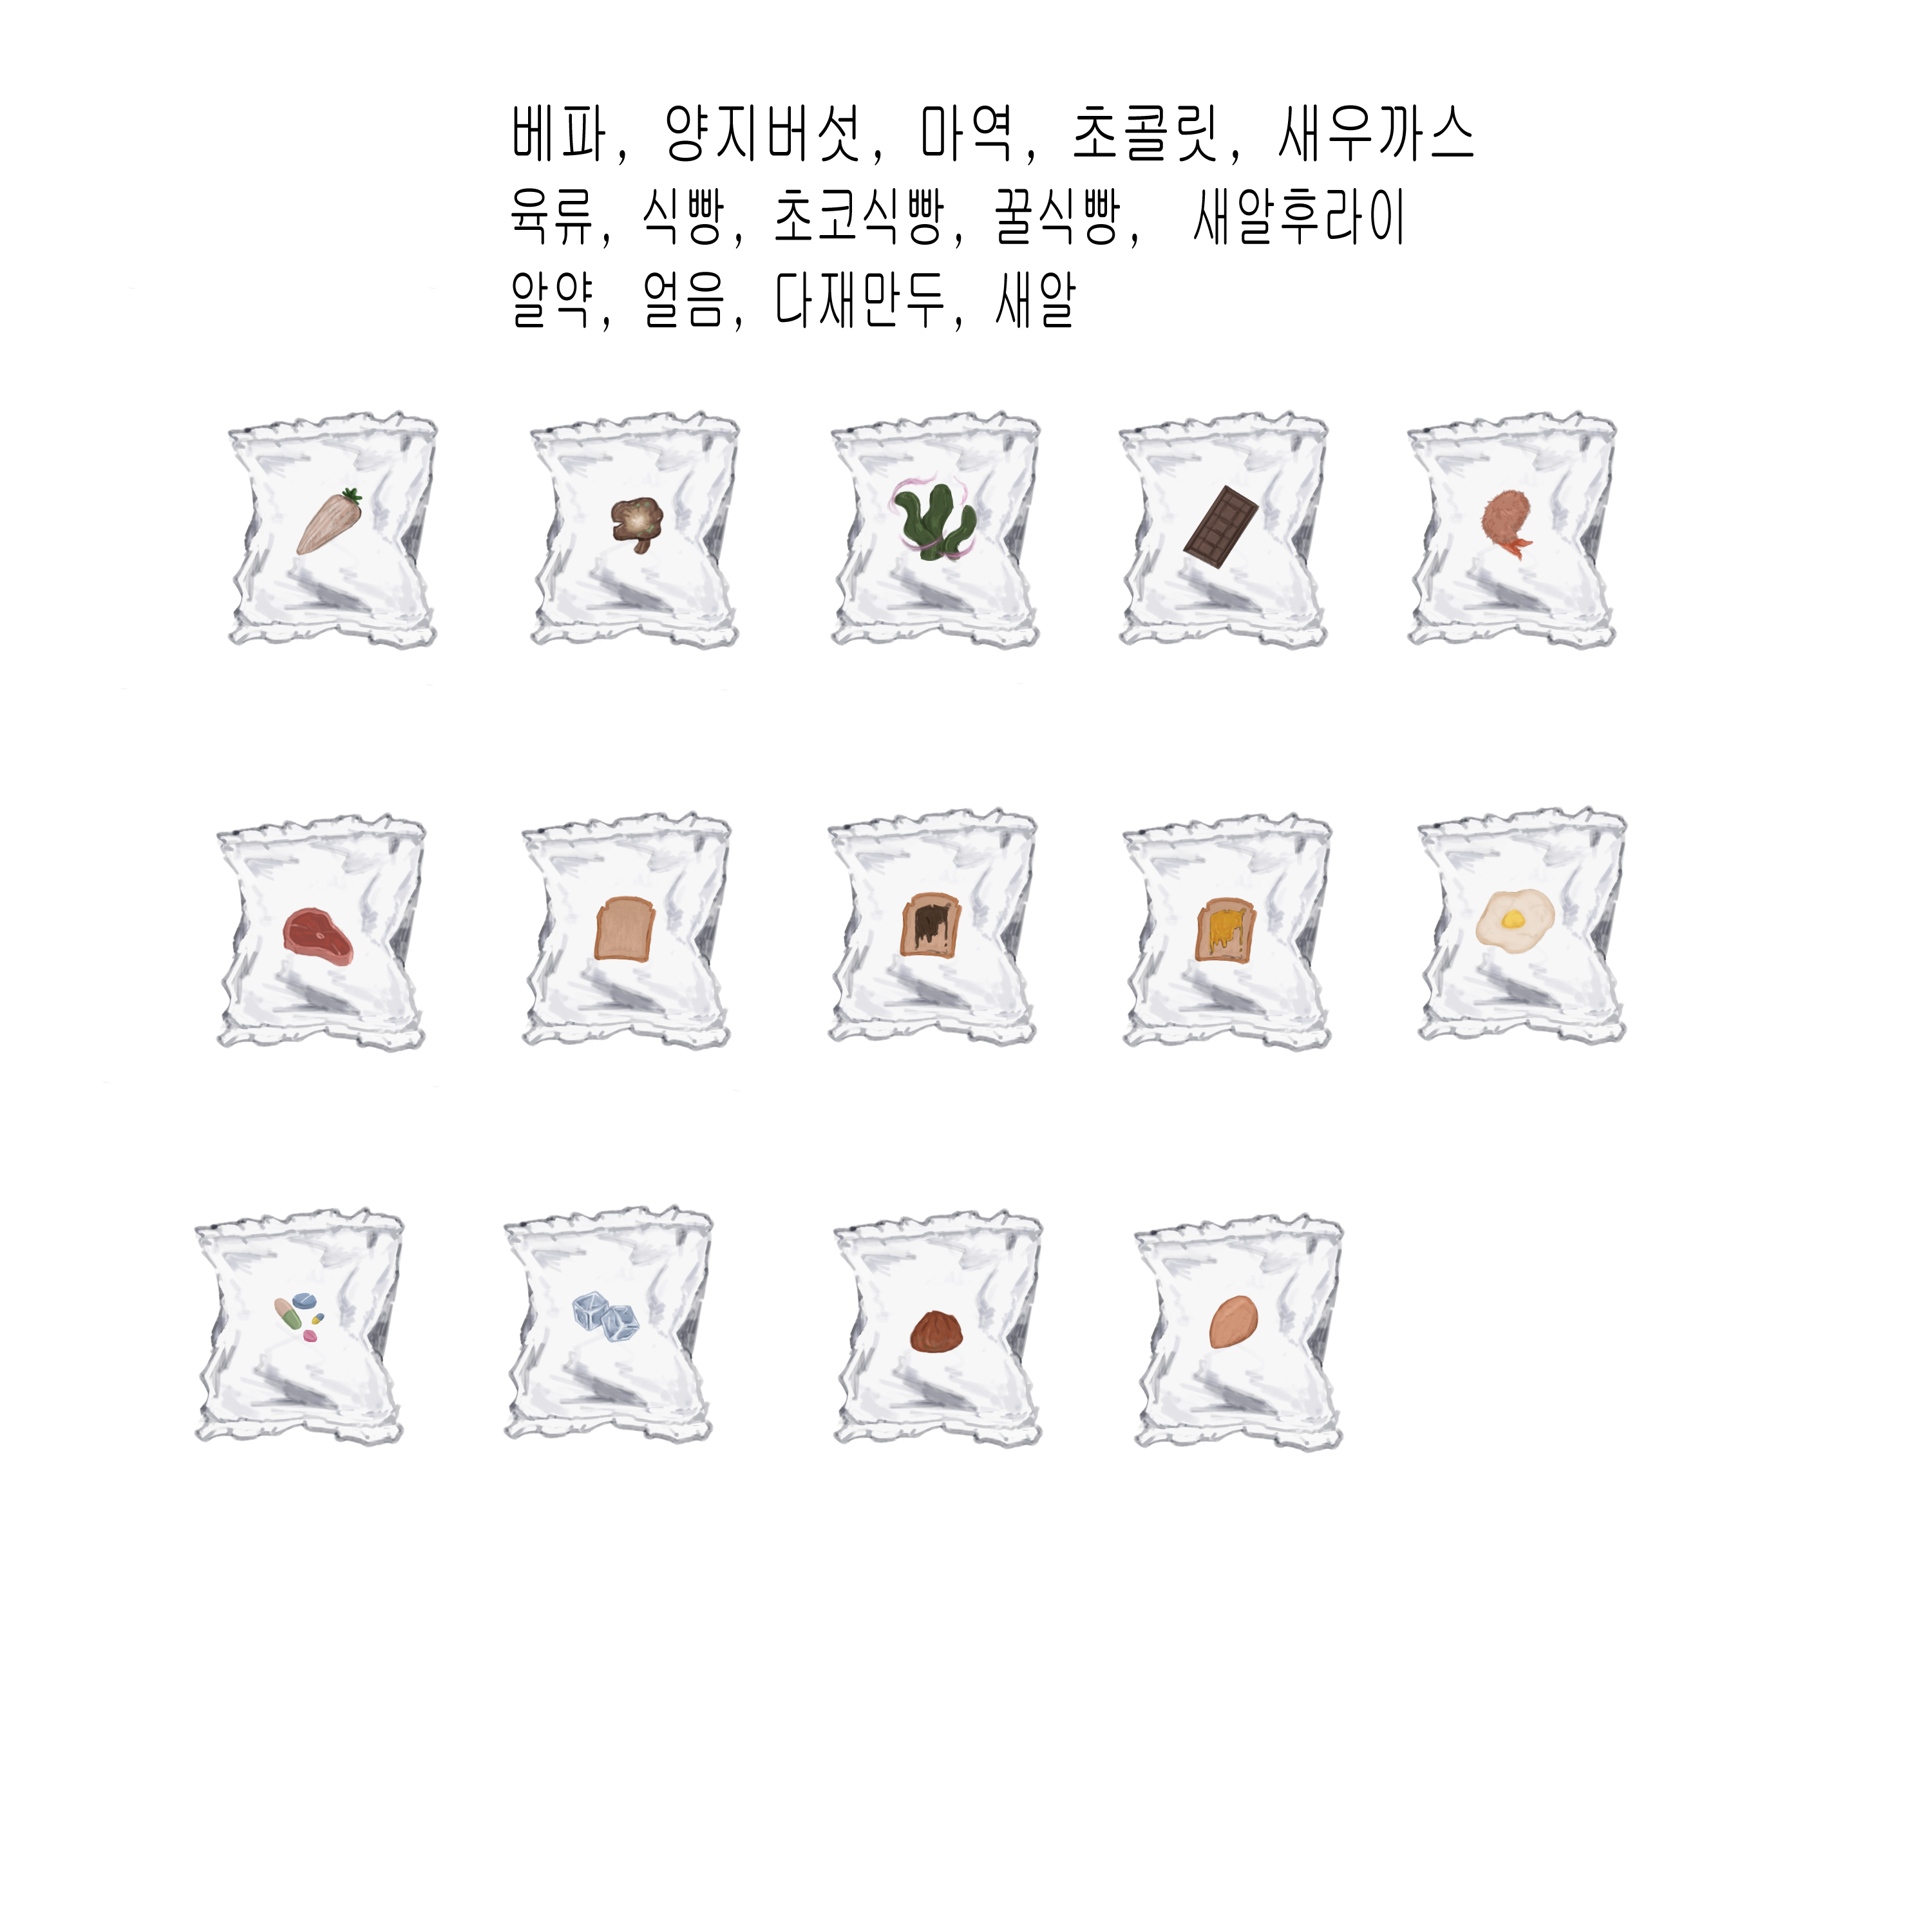 베파, 양지버섯, 마역, 초콜릿, 새우까스
육류, 식빵, 초코식빵, 꿀식빵, 새알후라이
알약, 얼음, 다재만두, 새알